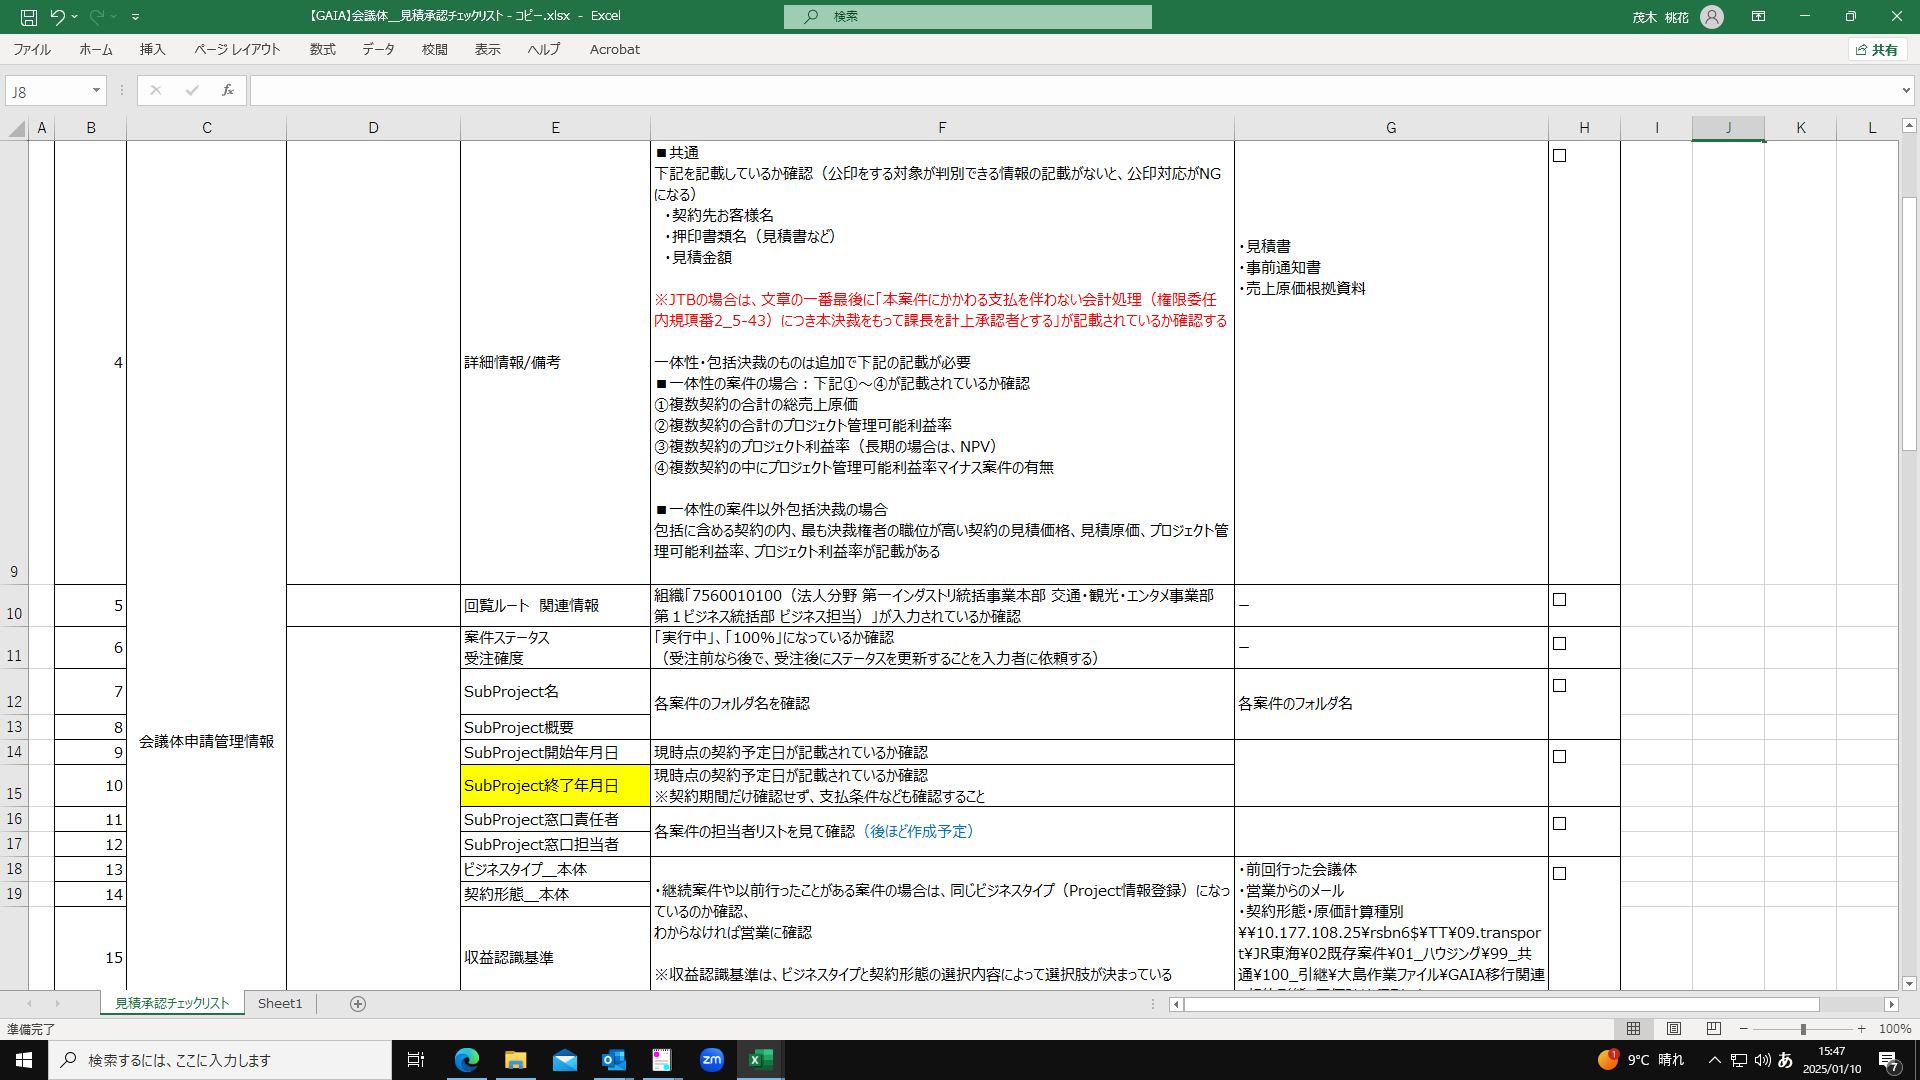 【GAIA】会議体__見積承認チェックリスト - コピー.xlsx - Excel
検索
茂木 桃花
ファイル ホーム 挿入 ページ レイアウト 数式 データ 校閲 表示 ヘルプ Acrobat
共有
J8
fx
A B C D E F G H I J K L
■共通
下記を記載しているか確認（公印をする対象が判別できる情報の記載がないと、公印対応がNG
になる）
・契約先お客様名
・押印書類名（見積書など）
・見積金額
※JTBの場合は、文章の一番最後に「本案件にかかわる支払を伴わない会計処理（権限委任
内規項番2_5-43）につき本決裁をもって課長を計上承認者とする」が記載されているか確認する
一体性・包括決裁のものは追加で下記の記載が必要
■一体性の案件の場合：下記①～④が記載されているか確認
①複数契約の合計の総売上原価
②複数契約の合計のプロジェクト管理可能利益率
③複数契約のプロジェクト利益率（長期の場合は、NPV）
④複数契約の中にプロジェクト管理可能利益率マイナス案件の有無
■一体性の案件以外包括決裁の場合
包括に含める契約の内、最も決裁権者の職位が高い契約の見積価格、見積原価、プロジェクト管
理可能利益率、プロジェクト利益率が記載がある
・見積書
・事前通知書
・売上原価根拠資料
9
4
詳細情報/備考
10
5
回覧ルート　関連情報
組織「7560010100（法人分野 第一インダストリ統括事業本部 交通・観光・エンタメ事業部
第１ビジネス統括部 ビジネス担当）」が入力されているか確認
－
11
6
案件ステータス
受注確度
「実行中」、「100%」になっているか確認
（受注前なら後で、受注後にステータスを更新することを入力者に依頼する）
－
12
7
SubProject名
各案件のフォルダ名を確認
各案件のフォルダ名
13
8
SubProject概要
会議体申請管理情報
14
9
SubProject開始年月日
現時点の契約予定日が記載されているか確認
15
10
SubProject終了年月日
現時点の契約予定日が記載されているか確認
※契約期間だけ確認せず、支払条件なども確認すること
16
11
SubProject窓口責任者
各案件の担当者リストを見て確認（後ほど作成予定）
17
12
SubProject窓口担当者
18
13
ビジネスタイプ__本体
19
14
契約形態__本体
15
収益認識基準
・継続案件や以前行ったことがある案件の場合は、同じビジネスタイプ（Project情報登録）になっ
ているのか確認、
わからなければ営業に確認
※収益認識基準は、ビジネスタイプと契約形態の選択内容によって選択肢が決まっている
・前回行った会議体
・営業からのメール
・契約形態・原価計算種別
¥¥10.177.108.25¥rsbn6$¥TT¥09.transpor
t¥JR東海¥02既存案件¥01_ハウジング¥99_共
通¥100_引継¥大島作業ファイル¥GAIA移行関連
見積承認チェックリスト Sheet1
準備完了
100%
検索するには、ここに入力します
zm
1
9°C 晴れ
あ
15:47
2025/01/10
7